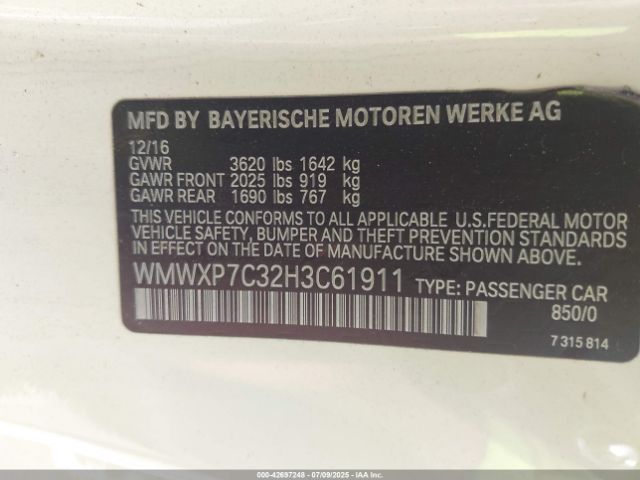 MFD BY BAYERISCHE MOTOREN WERKE AG
12/16
GVWR 3620 lbs 1642 kg
GAWR FRONT 2025 lbs 919 kg
GAWR REAR 1690 lbs 767 kg
THIS VEHICLE CONFORMS TO ALL APPLICABLE U.S.FEDERAL MOTOR
VEHICLE SAFETY, BUMPER AND THEFT PREVENTION STANDARDS IN
EFFECT ON THE DATE OF MANUFACTURE SHOWN ABOVE.
WMWXP7C32H3C61911 TYPE: PASSENGER CAR
850/0
7 315 814
000-42697248 | 07/09/2025 - IAAI.COM